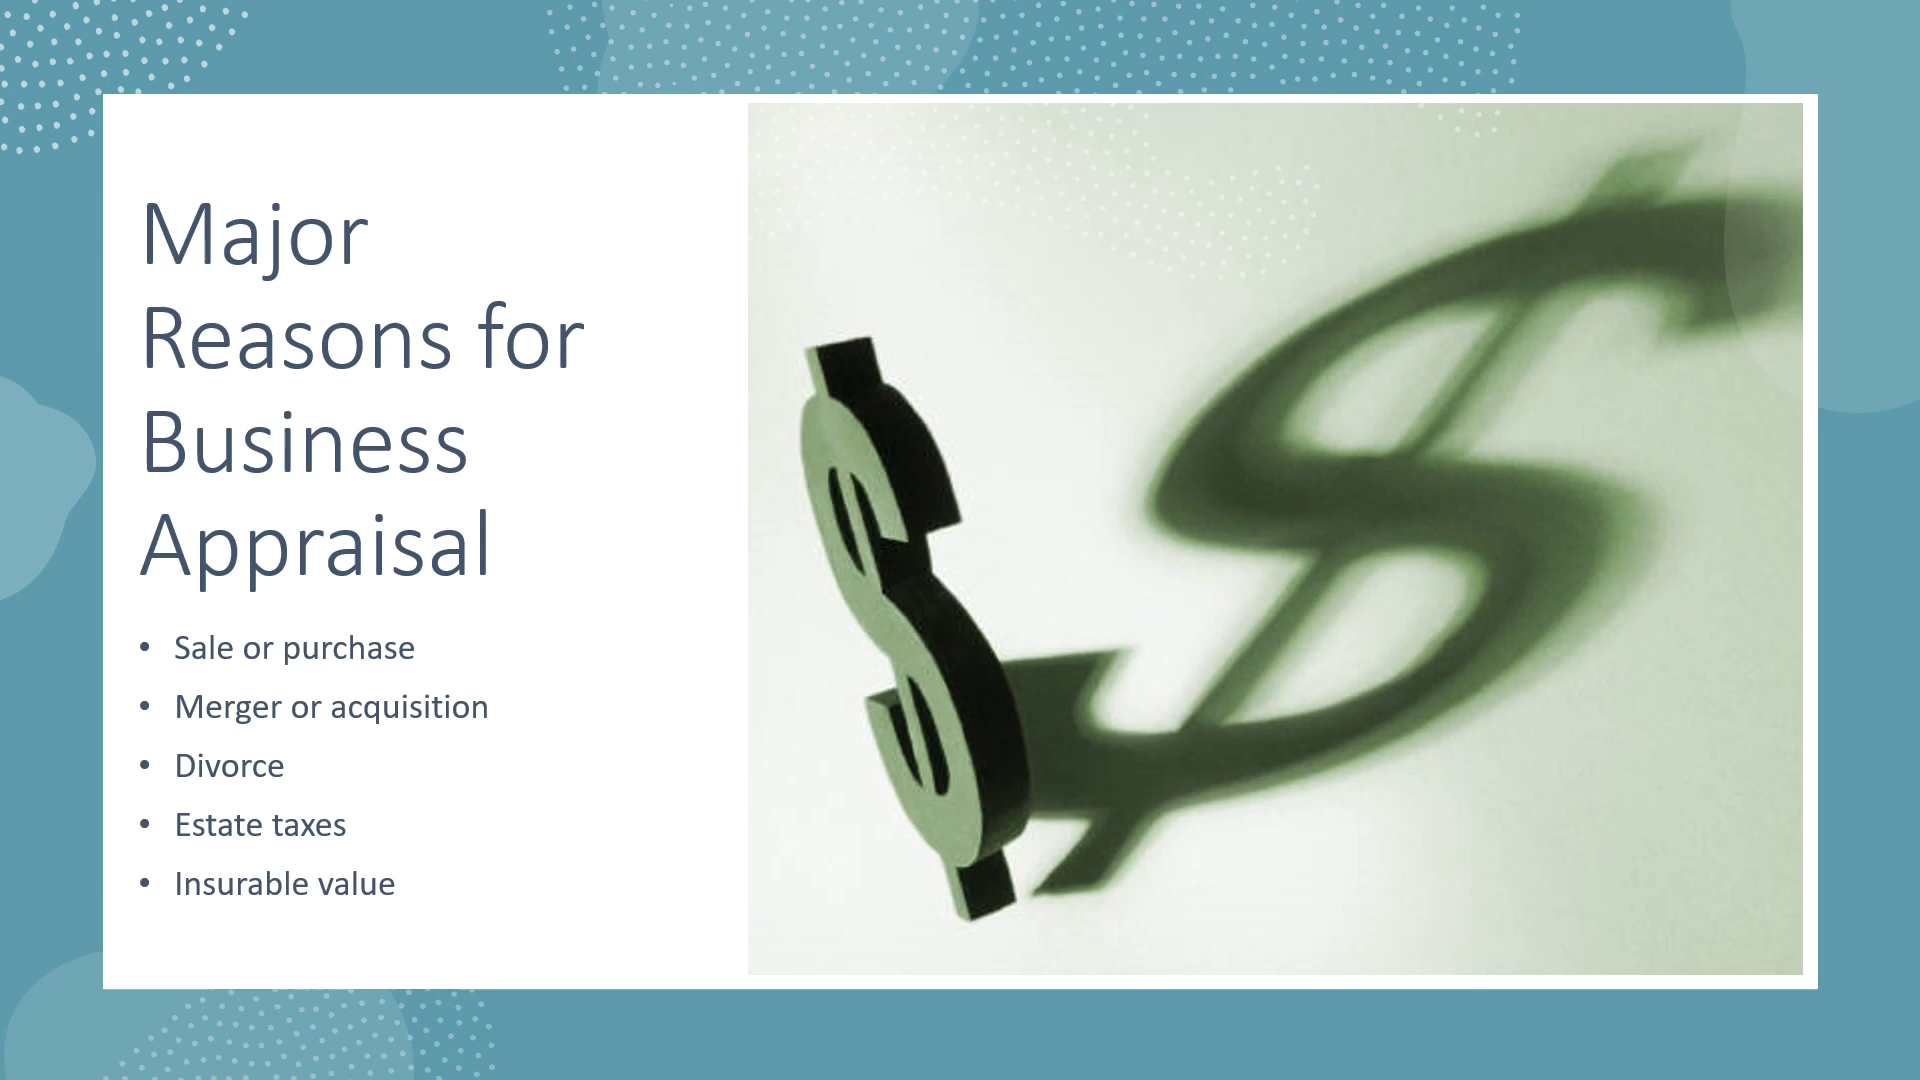 Major
Reasons for
Business
Appraisal
• Sale or purchase
• Merger or acquisition
• Divorce
• Estate taxes
• Insurable value